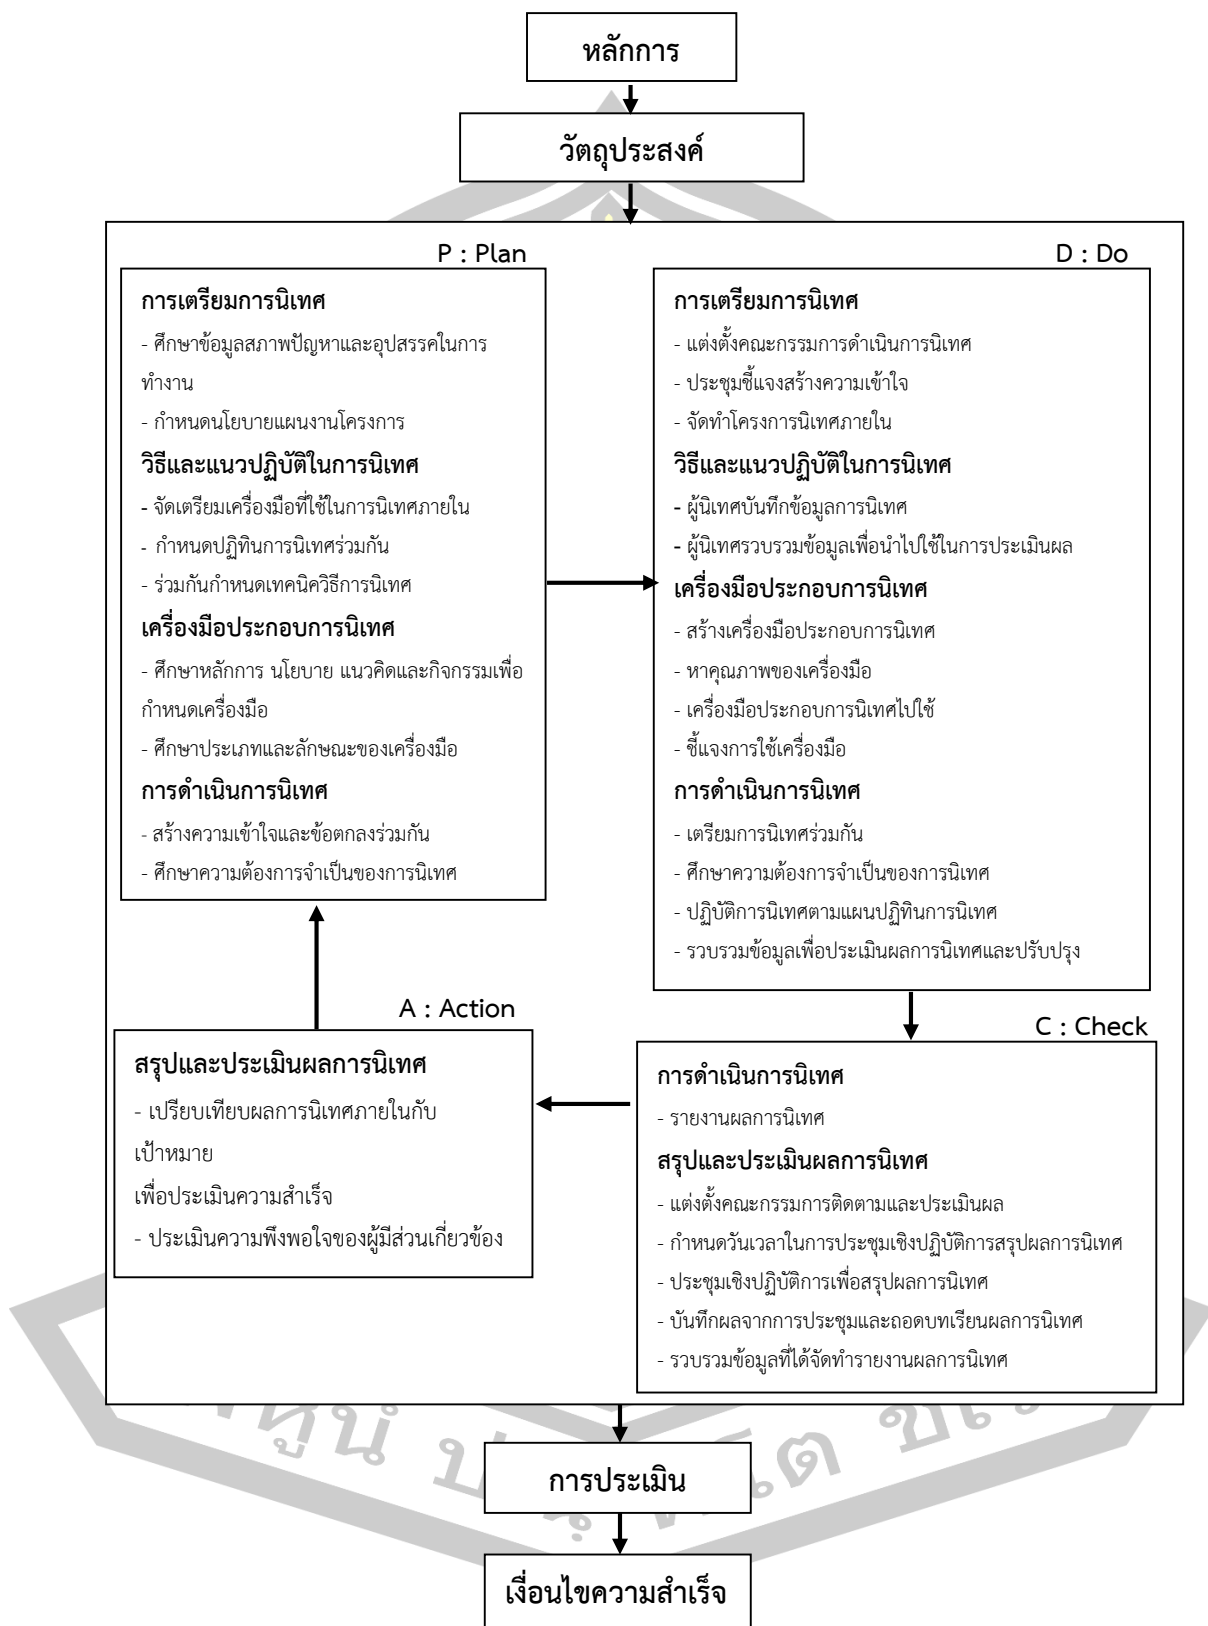 หลักการ
วัตถุประสงค์
P : Plan
การเตรียมการนิเทศ
- ศึกษาข้อมูลสภาพปัญหาและอุปสรรคในการ
ทำงาน
- กำหนดนโยบายแผนงานโครงการ
วิธีและแนวปฏิบัติในการนิเทศ
- จัดเตรียมเครื่องมือที่ใช้ในการนิเทศภายใน
- กำหนดปฏิทินการนิเทศร่วมกัน
- ร่วมกันกำหนดเทคนิควิธีการนิเทศ
เครื่องมือประกอบการนิเทศ
- ศึกษาหลักการ นโยบาย แนวคิดและกิจกรรมเพื่อ
กำหนดเครื่องมือ
- ศึกษาประเภทและลักษณะของเครื่องมือ
การดำเนินการนิเทศ
- สร้างความเข้าใจและข้อตกลงร่วมกัน
- ศึกษาความต้องการจำเป็นของการนิเทศ
D : Do
การเตรียมการนิเทศ
- แต่งตั้งคณะกรรมการดำเนินการนิเทศ
- ประชุมชี้แจงสร้างความเข้าใจ
- จัดทำโครงการนิเทศภายใน
วิธีและแนวปฏิบัติในการนิเทศ
- ผู้นิเทศบันทึกข้อมูลการนิเทศ
- ผู้นิเทศรวบรวมข้อมูลเพื่อนำไปใช้ในการประเมินผล
เครื่องมือประกอบการนิเทศ
- สร้างเครื่องมือประกอบการนิเทศ
- หาคุณภาพของเครื่องมือ
- เครื่องมือประกอบการนิเทศไปใช้
- ชี้แจงการใช้เครื่องมือ
การดำเนินการนิเทศ
- เตรียมการนิเทศร่วมกัน
- ศึกษาความต้องการจำเป็นของการนิเทศ
- ปฏิบัติการนิเทศตามแผนปฏิทินการนิเทศ
- รวบรวมข้อมูลเพื่อประเมินผลการนิเทศและปรับปรุง
A : Action
สรุปและประเมินผลการนิเทศ
- เปรียบเทียบผลการนิเทศภายในกับ
เป้าหมาย
เพื่อประเมินความสำเร็จ
- ประเมินความพึงพอใจของผู้มีส่วนเกี่ยวข้อง
C : Check
การดำเนินการนิเทศ
- รายงานผลการนิเทศ
สรุปและประเมินผลการนิเทศ
- แต่งตั้งคณะกรรมการติดตามและประเมินผล
- กำหนดวันเวลาในการประชุมเชิงปฏิบัติการสรุปผลการนิเทศ
- ประชุมเชิงปฏิบัติการเพื่อสรุปผลการนิเทศ
- บันทึกผลจากการประชุมและถอดบทเรียนผลการนิเทศ
- รวบรวมข้อมูลที่ได้จัดทำรายงานผลการนิเทศ
การประเมิน
เงื่อนไขความสำเร็จ